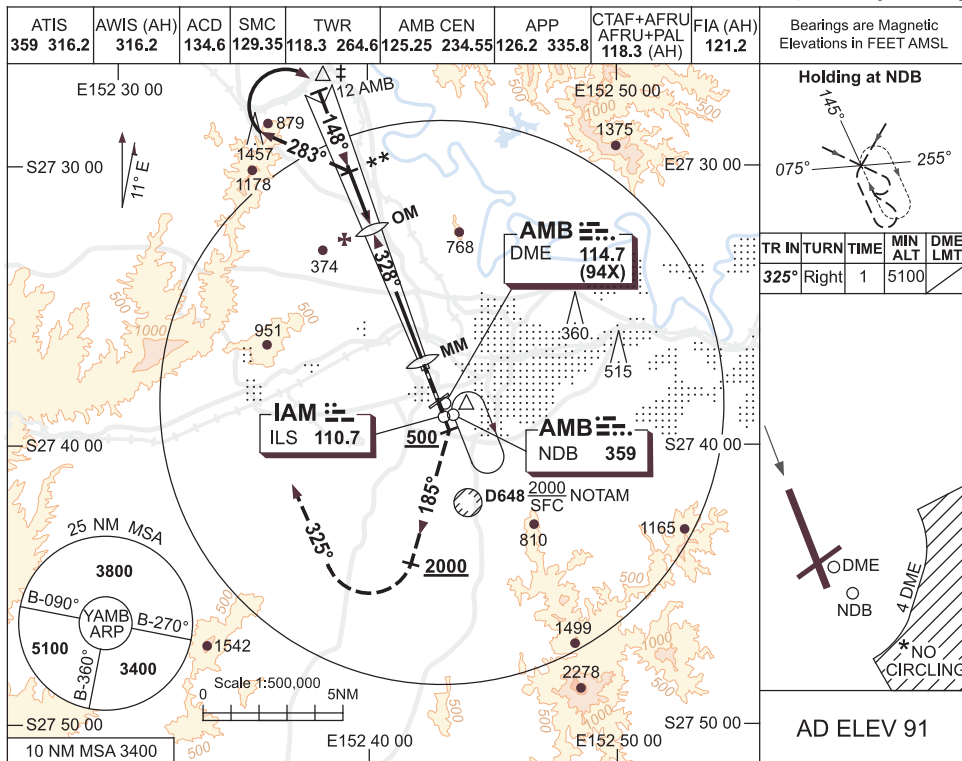 ATIS
359 316.2
AWIS (AH)
316.2
ACD
134.6
SMC
129.35
TWR
118.3 264.6
AMB CEN
125.25 234.55
APP
126.2 335.8
CTAF+AFRU
AFRU+PAL
118.3 (AH)
FIA (AH)
121.2
Bearings are Magnetic
Elevations in FEET AMSL
E152 30 00
‡
12 AMB
E152 50 00
Holding at NDB
145°
075°
255°
TR IN
TURN
TIME
MIN ALT
DME LMT
325°
Right
1
5100
S27 30 00
E27 30 00
11° E
879
1457
1178
283°
148°
**
1375
OM
374
768
328°
AMB
DME 114.7
(94X)
500
1000
951
360
515
MM
IAM
ILS 110.7
500
AMB
NDB 359
S27 40 00
S27 40 00
185°
D648 2000
SFC NOTAM
325°
2000
810
1165
500
25 NM MSA
3800
B-090°
YAMB
ARP
B-270°
5100
B-360°
3400
500
1542
1499
1000
2278
1000
500
500
Scale 1:500,000
0 5NM
S27 50 00
S27 50 00
10 NM MSA 3400
E152 40 00
E152 50 00
DME
NDB
4 DME
*NO
CIRCLING
AD ELEV 91